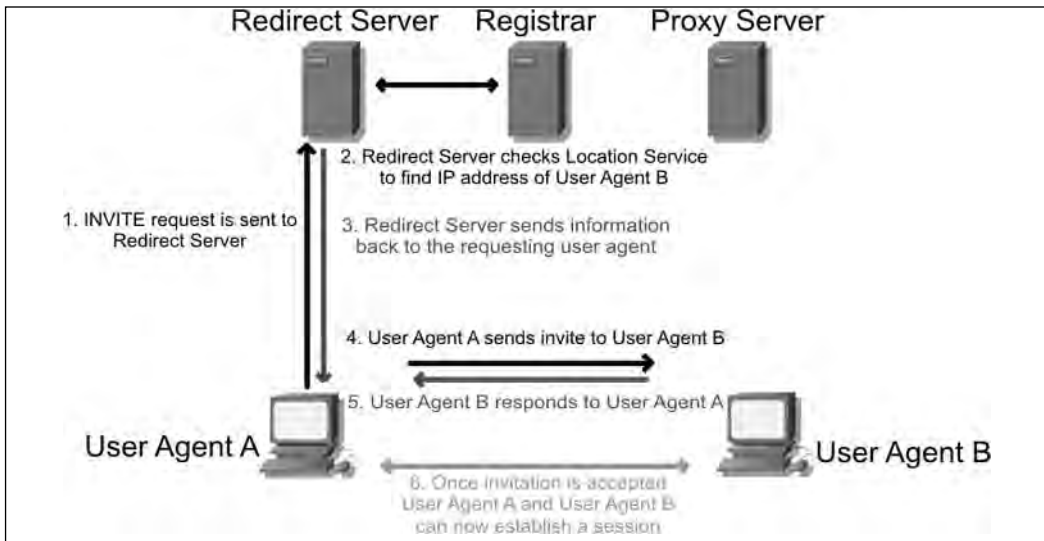 Redirect Server
Registrar
Proxy Server
2. Redirect Server checks Location Service
to find IP address of User Agent B
1. INVITE request is sent to
Redirect Server
3. Redirect Server sends information
back to the requesting user agent
4. User Agent A sends invite to User Agent B
5. User Agent B responds to User Agent A
User Agent A
User Agent B
6. Once invitation is accepted
User Agent A and User Agent B
can now establish a session